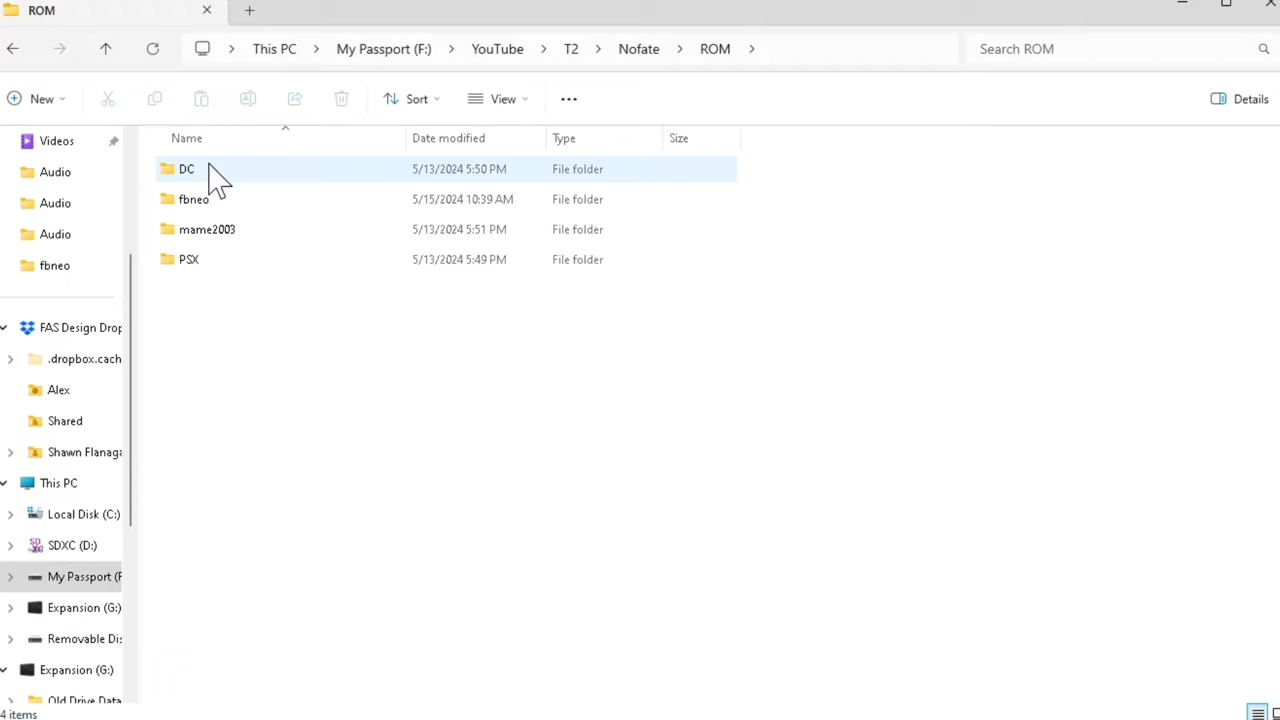 ROM
This PC
My Passport (F:)
YouTube
T2
Nofate
ROM
Search ROM
New
Sort
View
Details
Name
Date modified
Type
Size
DC
5/13/2024 5:50 PM
File folder
fbneo
5/15/2024 10:39 AM
File folder
mame2003
5/13/2024 5:51 PM
File folder
PSX
5/13/2024 5:49 PM
File folder
Videos
Audio
Audio
Audio
fbneo
FAS Design Drop
.dropbox.cach
Alex
Shared
Shawn Flanaga
This PC
Local Disk (C:)
SDXC (D:)
My Passport (F
Expansion (G:)
Removable Dis
Expansion (G:)
Old Drive Data
4 items